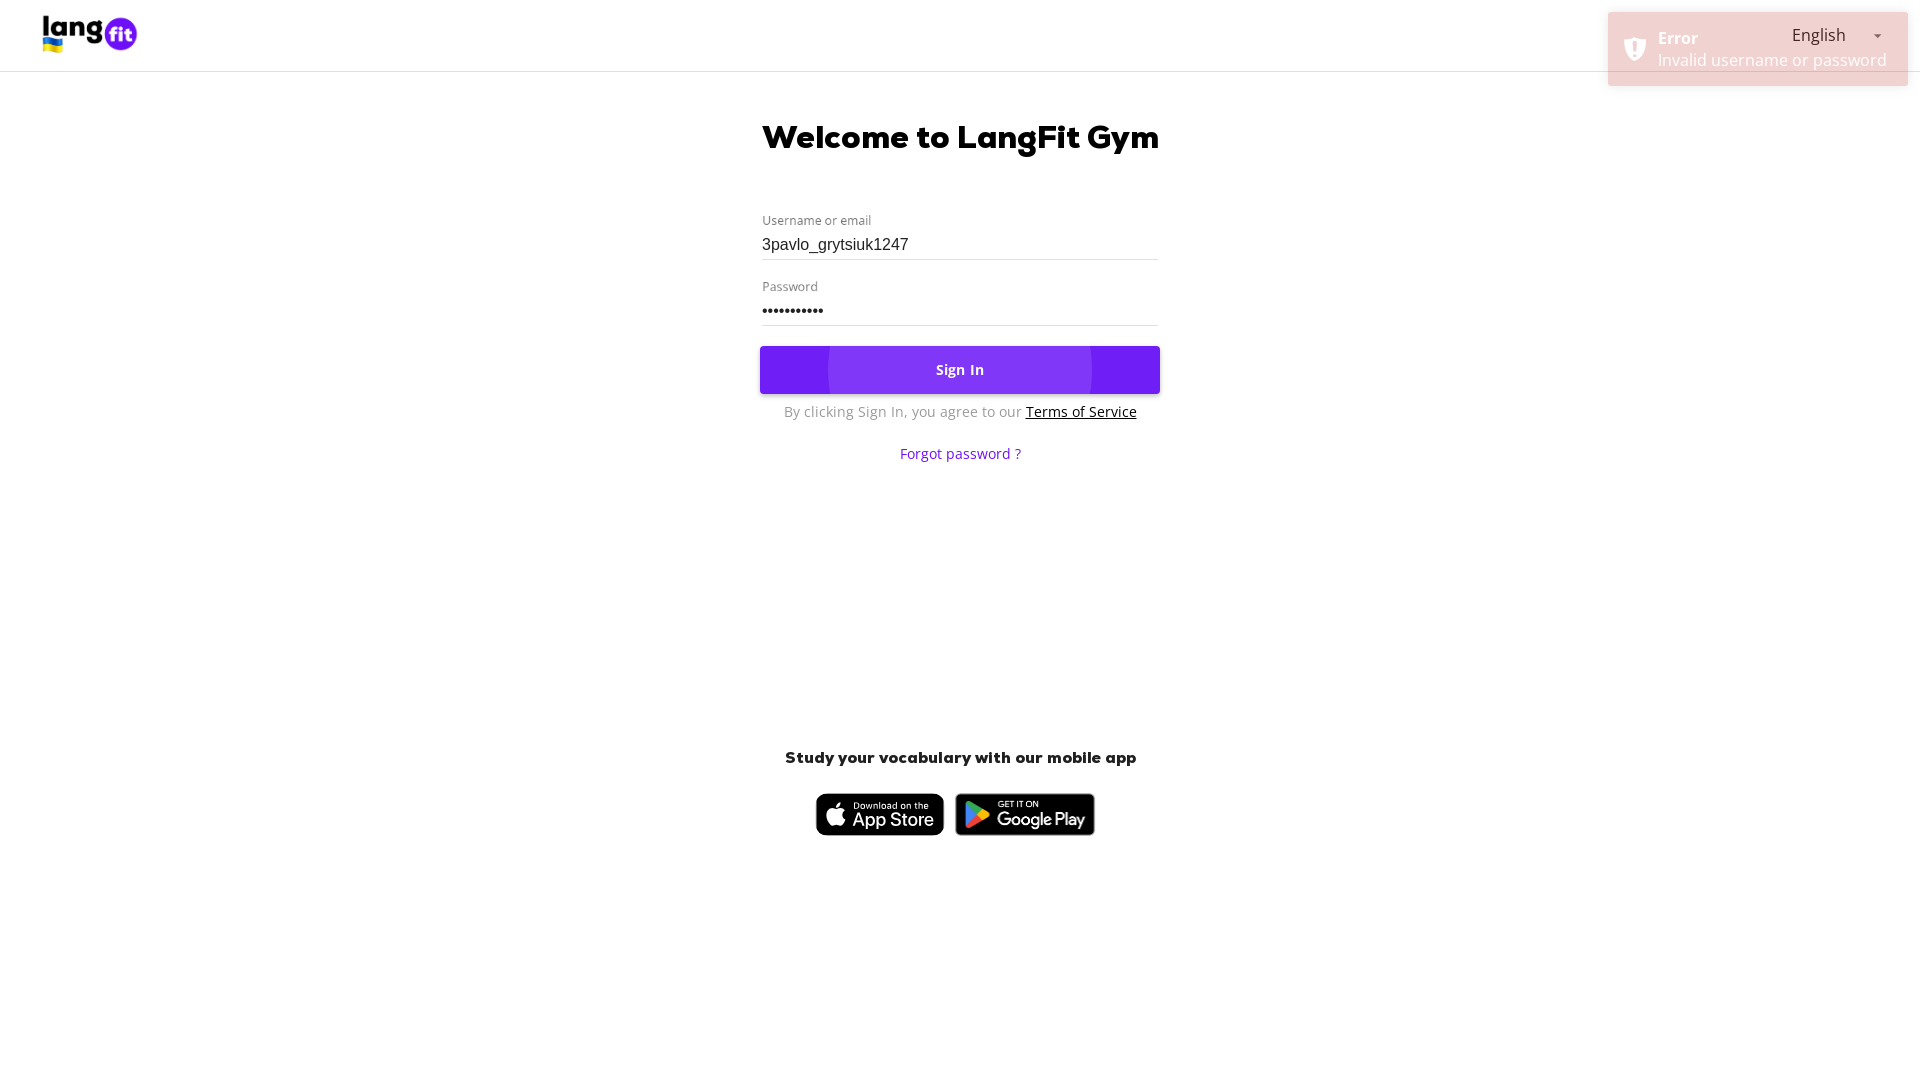 lang fit
English
Error
Invalid username or password
Welcome to LangFit Gym
Username or email
3pavlo_grytsiuk1247
Password
•••••••••••
Sign In
By clicking Sign In, you agree to our Terms of Service
Forgot password ?
Study your vocabulary with our mobile app
Download on the
App Store
GET IT ON
Google Play